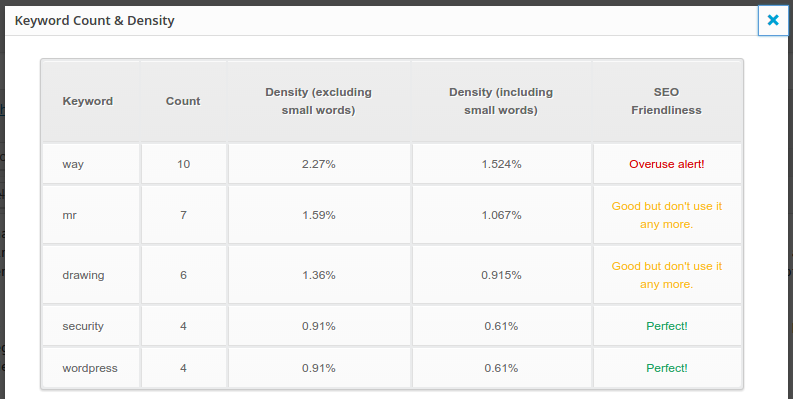 Keyword Count & Density
Keyword Count Density (excluding small words) Density (including small words) SEO Friendliness
way 10 2.27% 1.524% Overuse alert!
mr 7 1.59% 1.067% Good but don't use it any more.
drawing 6 1.36% 0.915% Good but don't use it any more.
security 4 0.91% 0.61% Perfect!
wordpress 4 0.91% 0.61% Perfect!